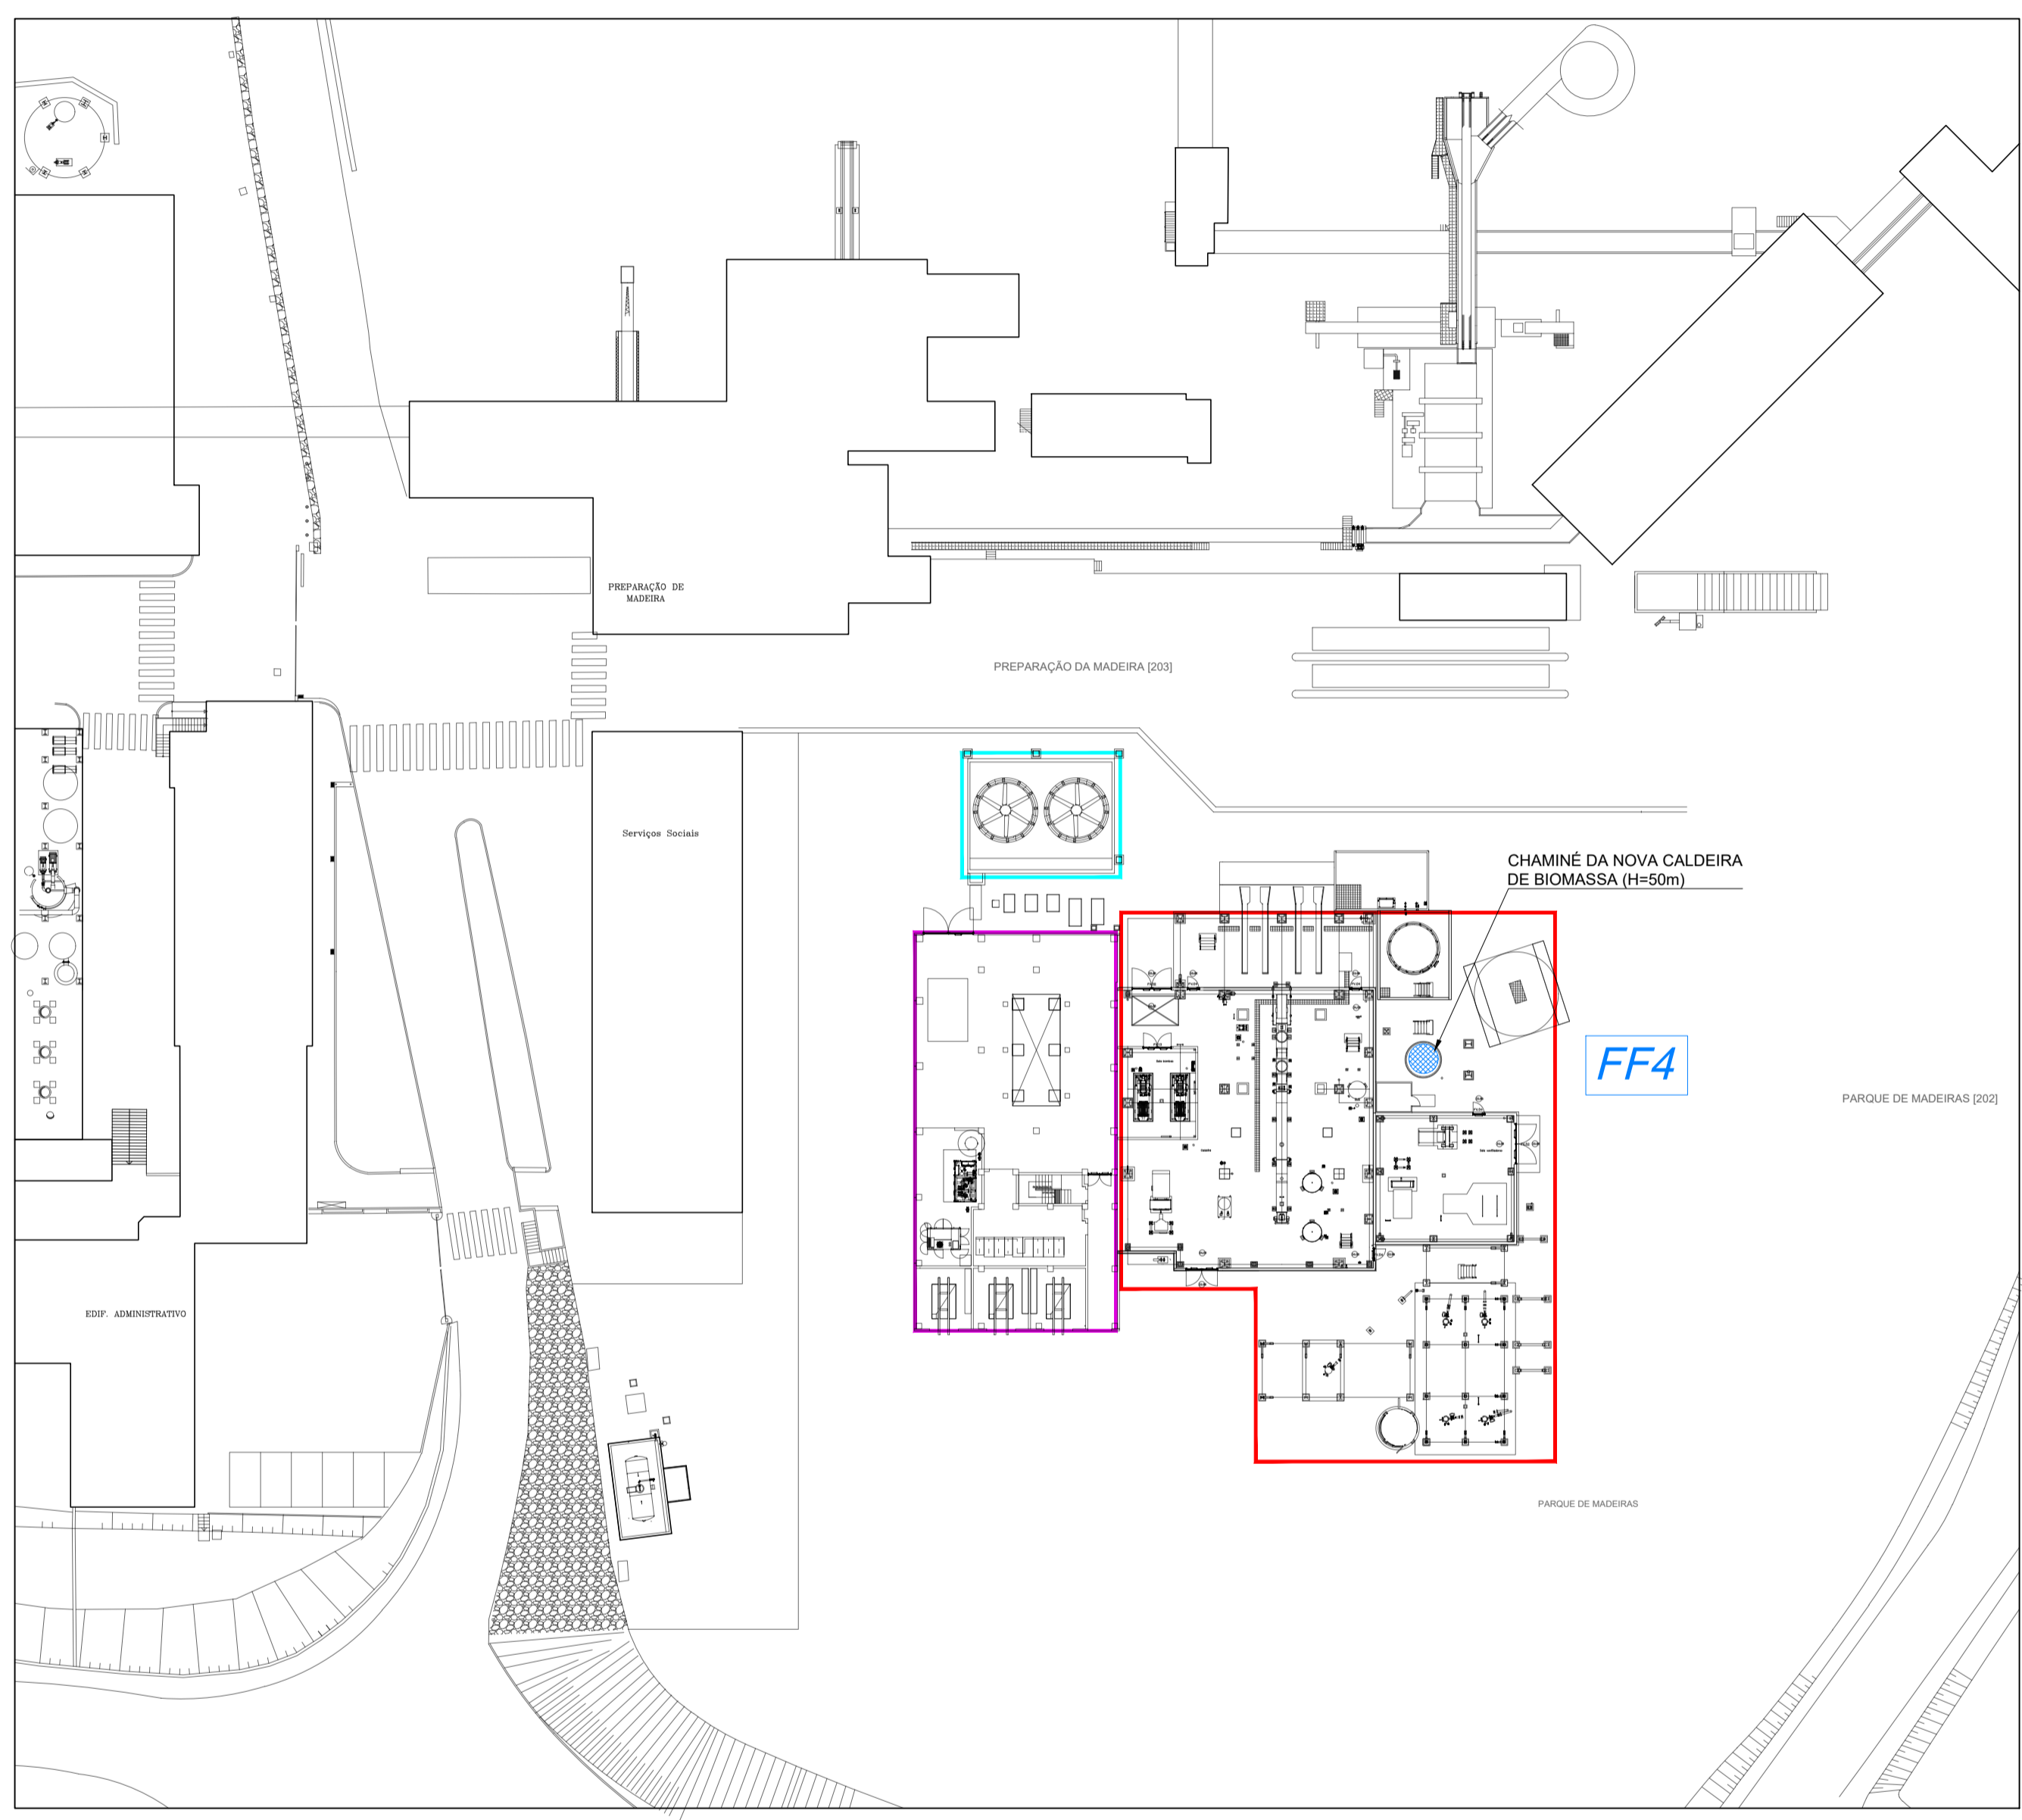 PREPARAÇÃO DE
MADEIRA
PREPARAÇÃO DA MADEIRA [203]
Serviços Sociais
CHAMINÉ DA NOVA CALDEIRA
DE BIOMASSA (H=50m)
FF4
PARQUE DE MADEIRAS [202]
EDIF. ADMINISTRATIVO
PARQUE DE MADEIRAS